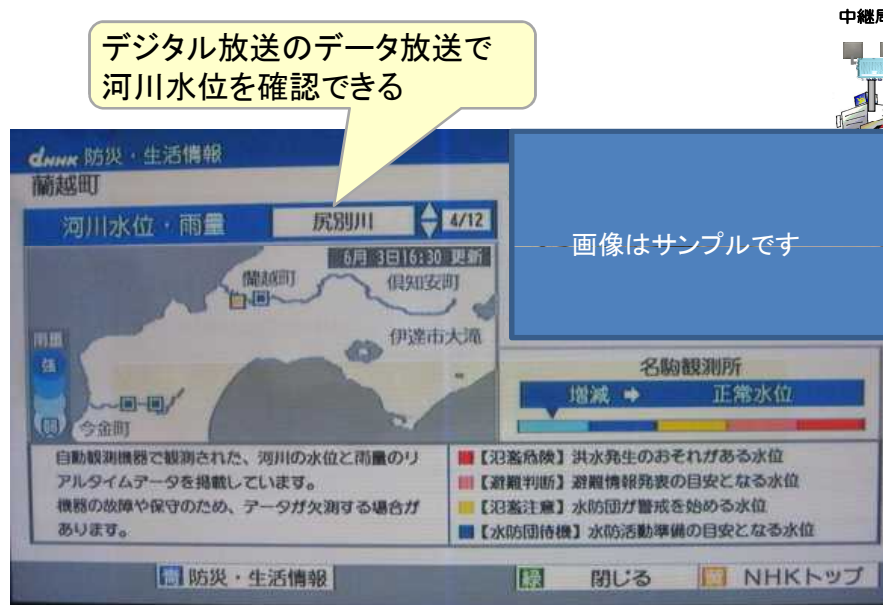 中継局
デジタル放送のデータ放送で
河川水位を確認できる
dNHK 防災・生活情報
蘭越町
河川水位・雨量
尻別川
4/12
画像はサンプルです
6月 3日16:30 更新
蘭越町
倶知安町
伊達市大滝
雨量
強
弱
今金町
名駒観測所
増減 ➡ 正常水位
自動観測機器で観測された、河川の水位と雨量のリ
アルタイムデータを掲載しています。
機器の故障や保守のため、データが欠測する場合が
あります。
【氾濫危険】洪水発生のおそれがある水位
【避難判断】避難情報発表の目安となる水位
【氾濫注意】水防団が警戒を始める水位
【水防団待機】水防活動準備の目安となる水位
青 防災・生活情報
緑 閉じる
黄 NHKトップ